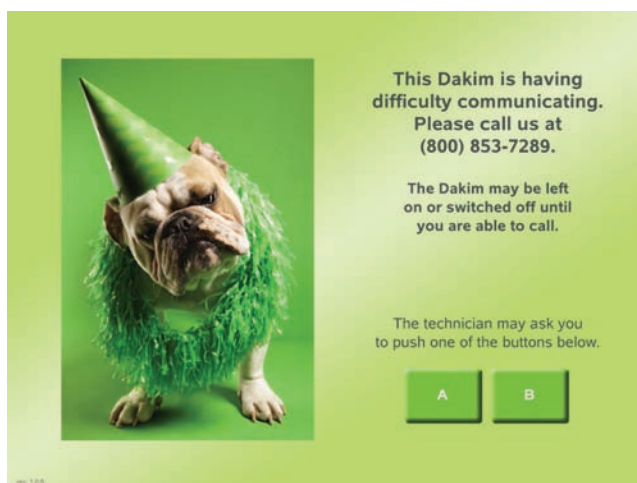 This Dakim is having
difficulty communicating.
Please call us at
(800) 853-7289.
The Dakim may be left
on or switched off until
you are able to call.
The technician may ask you
to push one of the buttons below.
A B